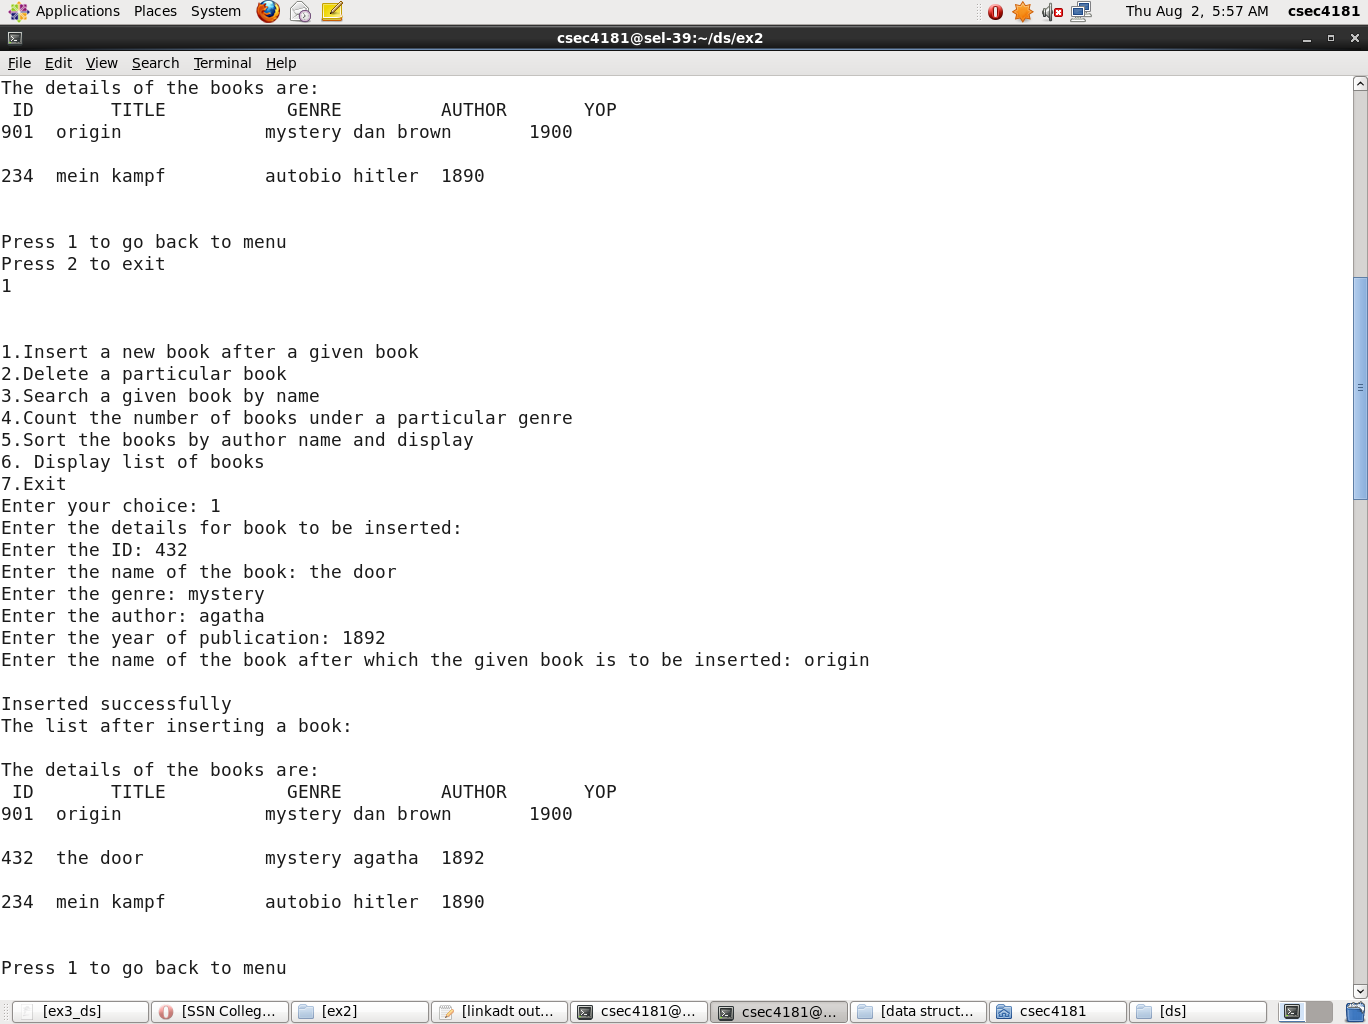 Applications Places System Thu Aug 2, 5:57 AM csec4181
csec4181@sel-39:~/ds/ex2
File Edit View Search Terminal Help
The details of the books are:
ID TITLE GENRE AUTHOR YOP
901 origin mystery dan brown 1900
234 mein kampf autobio hitler 1890
Press 1 to go back to menu
Press 2 to exit
1
1.Insert a new book after a given book
2.Delete a particular book
3.Search a given book by name
4.Count the number of books under a particular genre
5.Sort the books by author name and display
6. Display list of books
7.Exit
Enter your choice: 1
Enter the details for book to be inserted:
Enter the ID: 432
Enter the name of the book: the door
Enter the genre: mystery
Enter the author: agatha
Enter the year of publication: 1892
Enter the name of the book after which the given book is to be inserted: origin
Inserted successfully
The list after inserting a book:
The details of the books are:
ID TITLE GENRE AUTHOR YOP
901 origin mystery dan brown 1900
432 the door mystery agatha 1892
234 mein kampf autobio hitler 1890
Press 1 to go back to menu
[ex3_ds] [SSN Colleg... [ex2] [linkadt out... csec4181@... csec4181@... [data struct... csec4181 [ds]